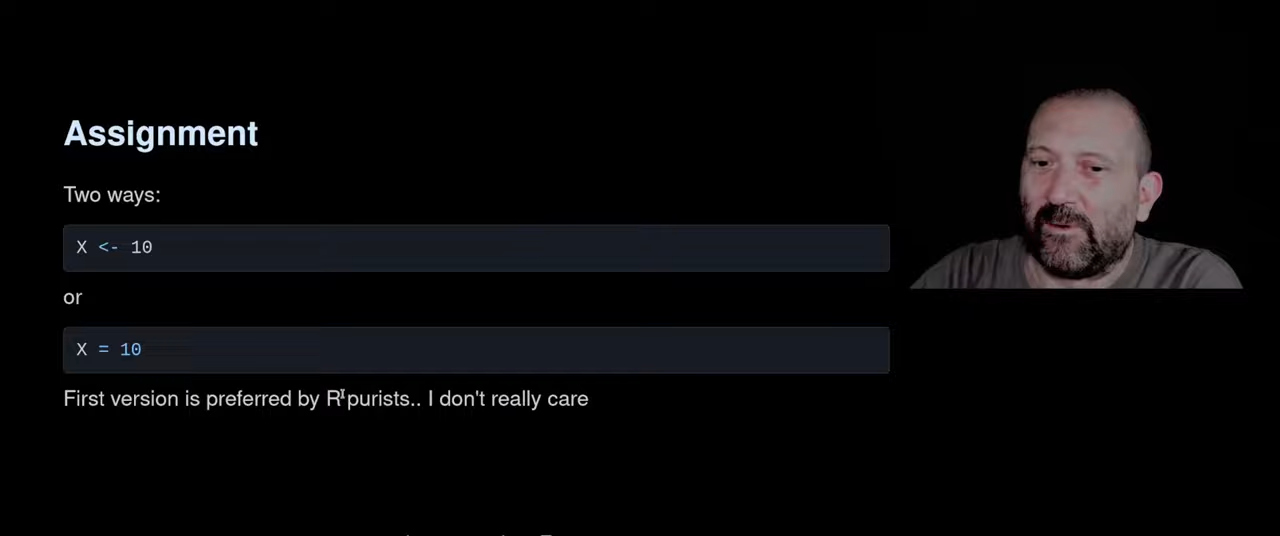 Assignment
Two ways:
X <- 10
or
X = 10
First version is preferred by R purists.. I don't really care